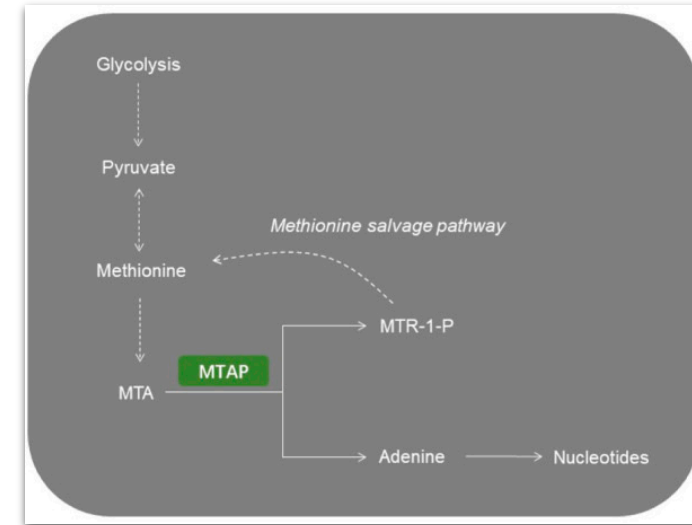 Glycolysis
Pyruvate
Methionine salvage pathway
Methionine
MTR-1-P
MTAP
MTA
Adenine
Nucleotides